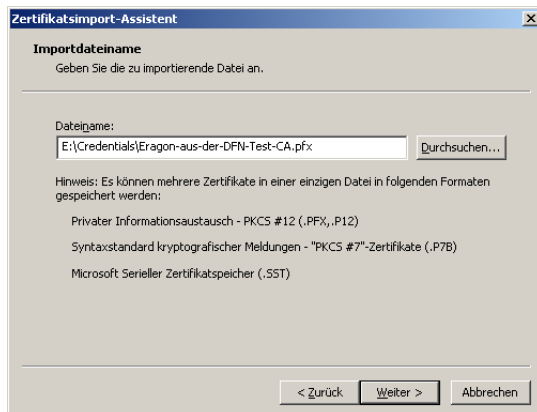 Zertifikatsimport-Assistent
Importdateiname
Geben Sie die zu importierende Datei an.
Dateiname:
E:\Credentials\Eragon-aus-der-DFN-Test-CA.pfx
Durchsuchen...
Hinweis: Es können mehrere Zertifikate in einer einzigen Datei in folgenden Formaten
gespeichert werden:
Privater Informationsaustausch - PKCS #12 (.PFX,.P12)
Syntaxstandard kryptografischer Meldungen - "PKCS #7"-Zertifikate (.P7B)
Microsoft Serieller Zertifikatspeicher (.SST)
< Zurück
Weiter >
Abbrechen